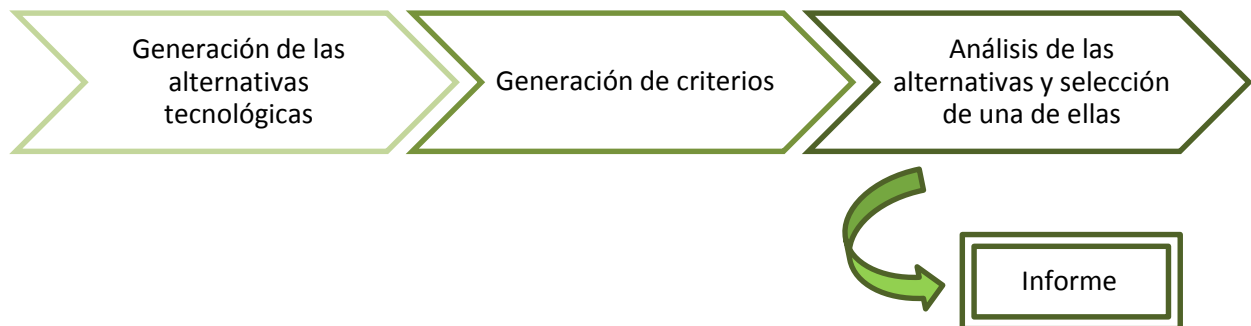 Generación de las
alternativas
tecnológicas
Generación de criterios
Análisis de las
alternativas y selección
de una de ellas
Informe